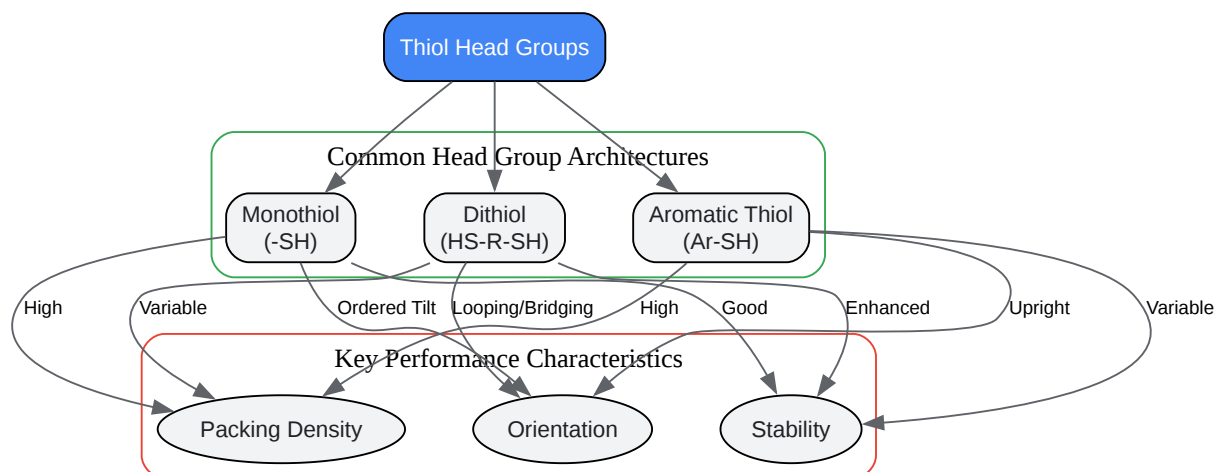 Thiol Head Groups
Common Head Group Architectures
Monothiol
(-SH)
Dithiol
(HS-R-SH)
Aromatic Thiol
(Ar-SH)
High
Variable
Ordered Tilt
Looping/Bridging
High
Good
Enhanced
Upright
Variable
Key Performance Characteristics
Packing Density
Orientation
Stability